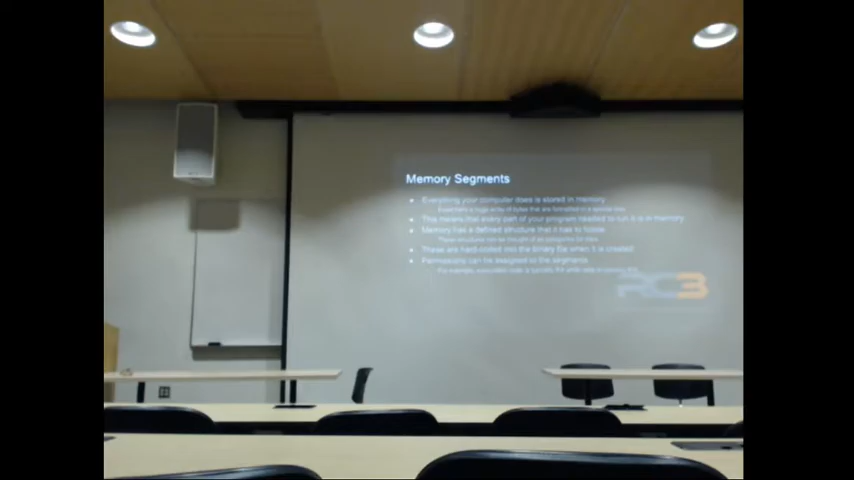 Memory Segments
Everything your computer does is stored in memory
This means that every part of your program needed to run it is in memory
Memory has a defined structure that it has to follow
These are hard-coded into the binary file when it is created
Permissions can be assigned to the segments
RC3